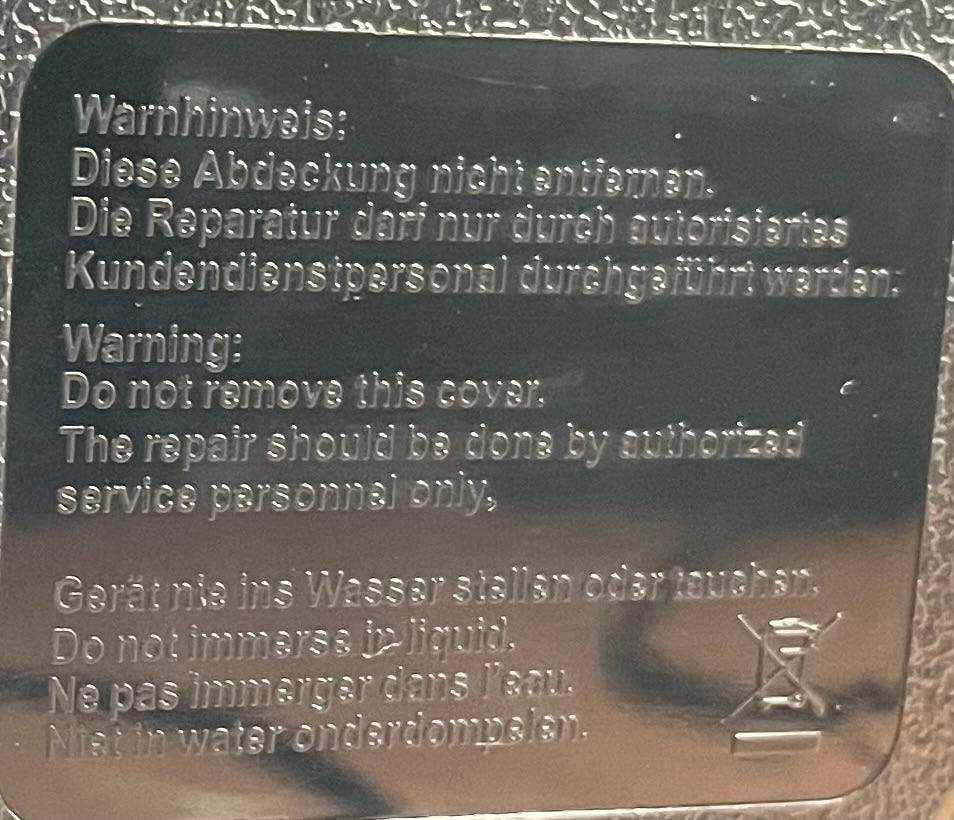 Warnhinweis:
Diese Abdeckung nicht entfernen.
Die Reparatur darf nur durch autorisiertes
Kundendienstpersonal durchgeführt werden.
Warning:
Do not remove this cover.
The repair should be done by authorized
service personnel only,
Gerät nie ins Wasser stellen oder tauchen.
Do not immerse in liquid.
Ne pas immerger dans l'eau.
Niet in water onderdompelen.